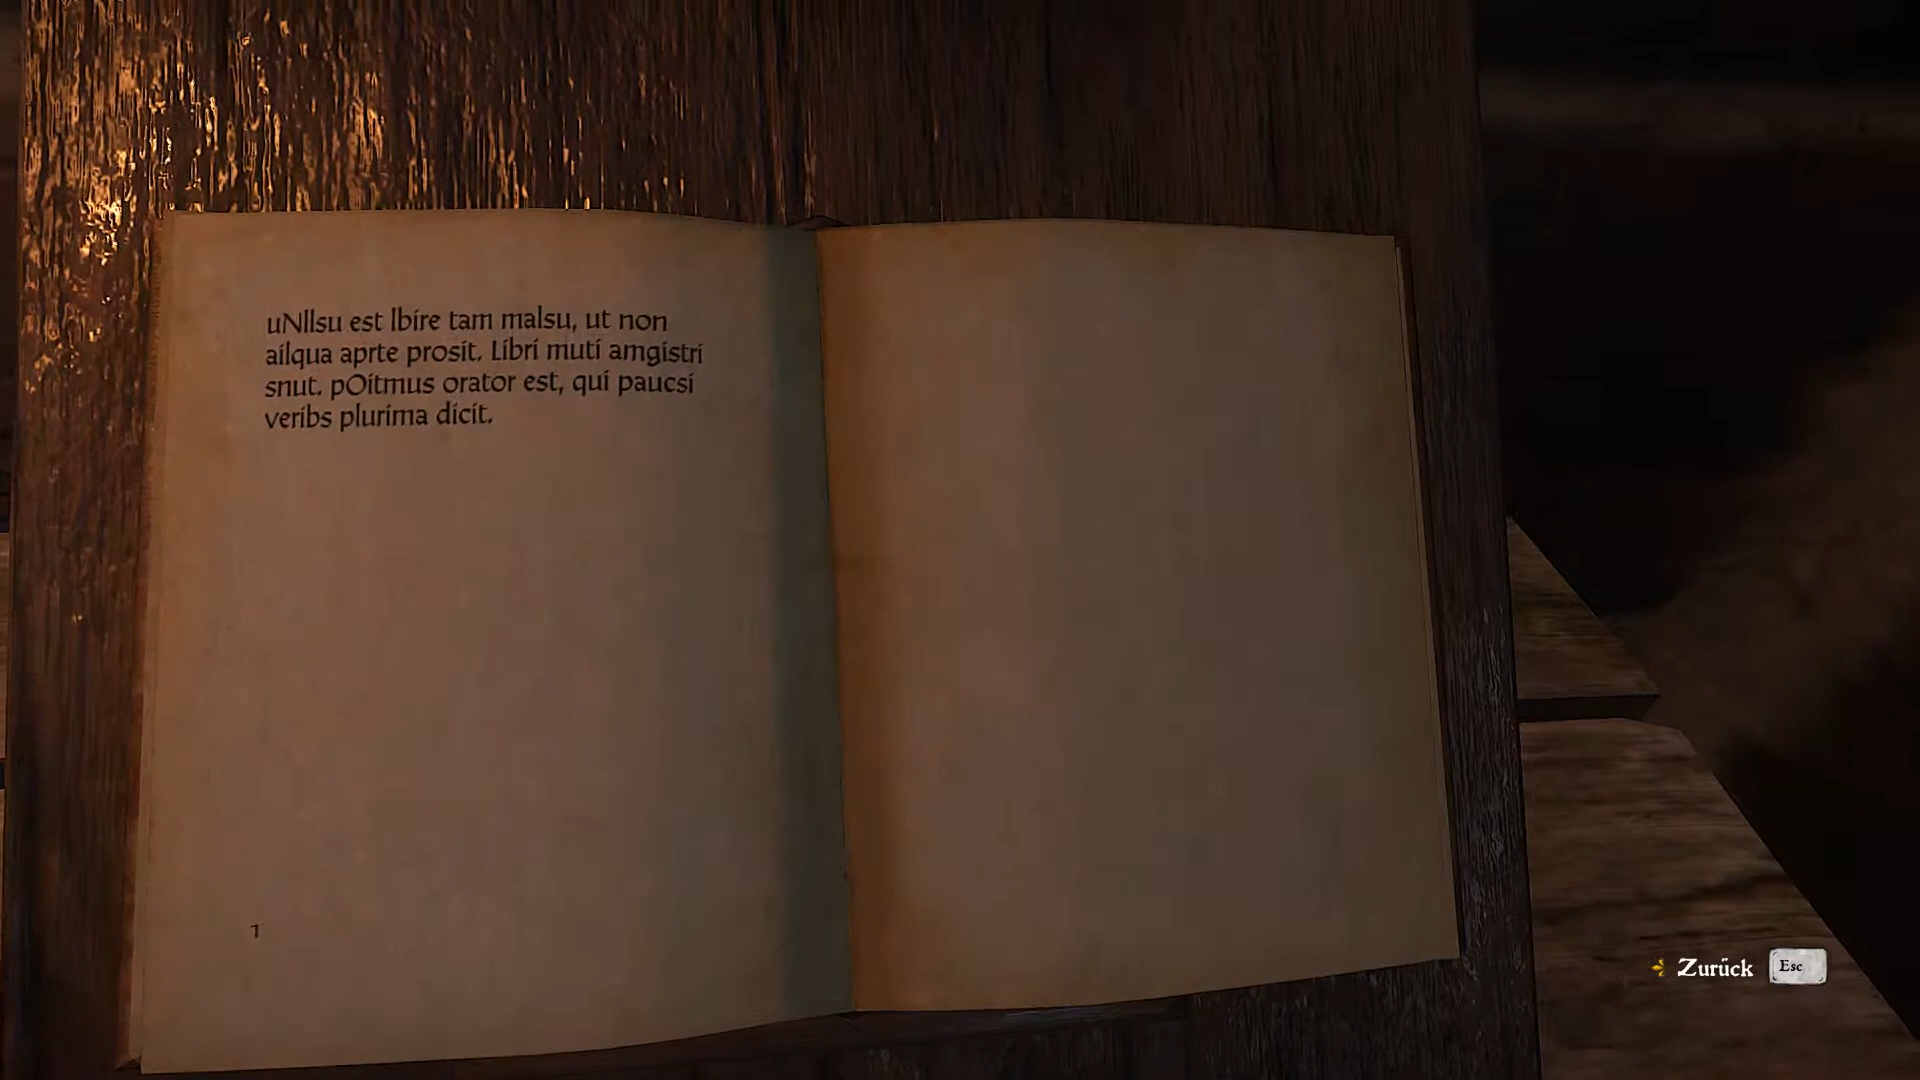 uNllsu est lbire tam malsu, ut non
ailqua aprte prosit. Libri muti amgistri
snut. pOitmus orator est, qui paucsi
veribs plurima dicit.
1
Zurück Esc